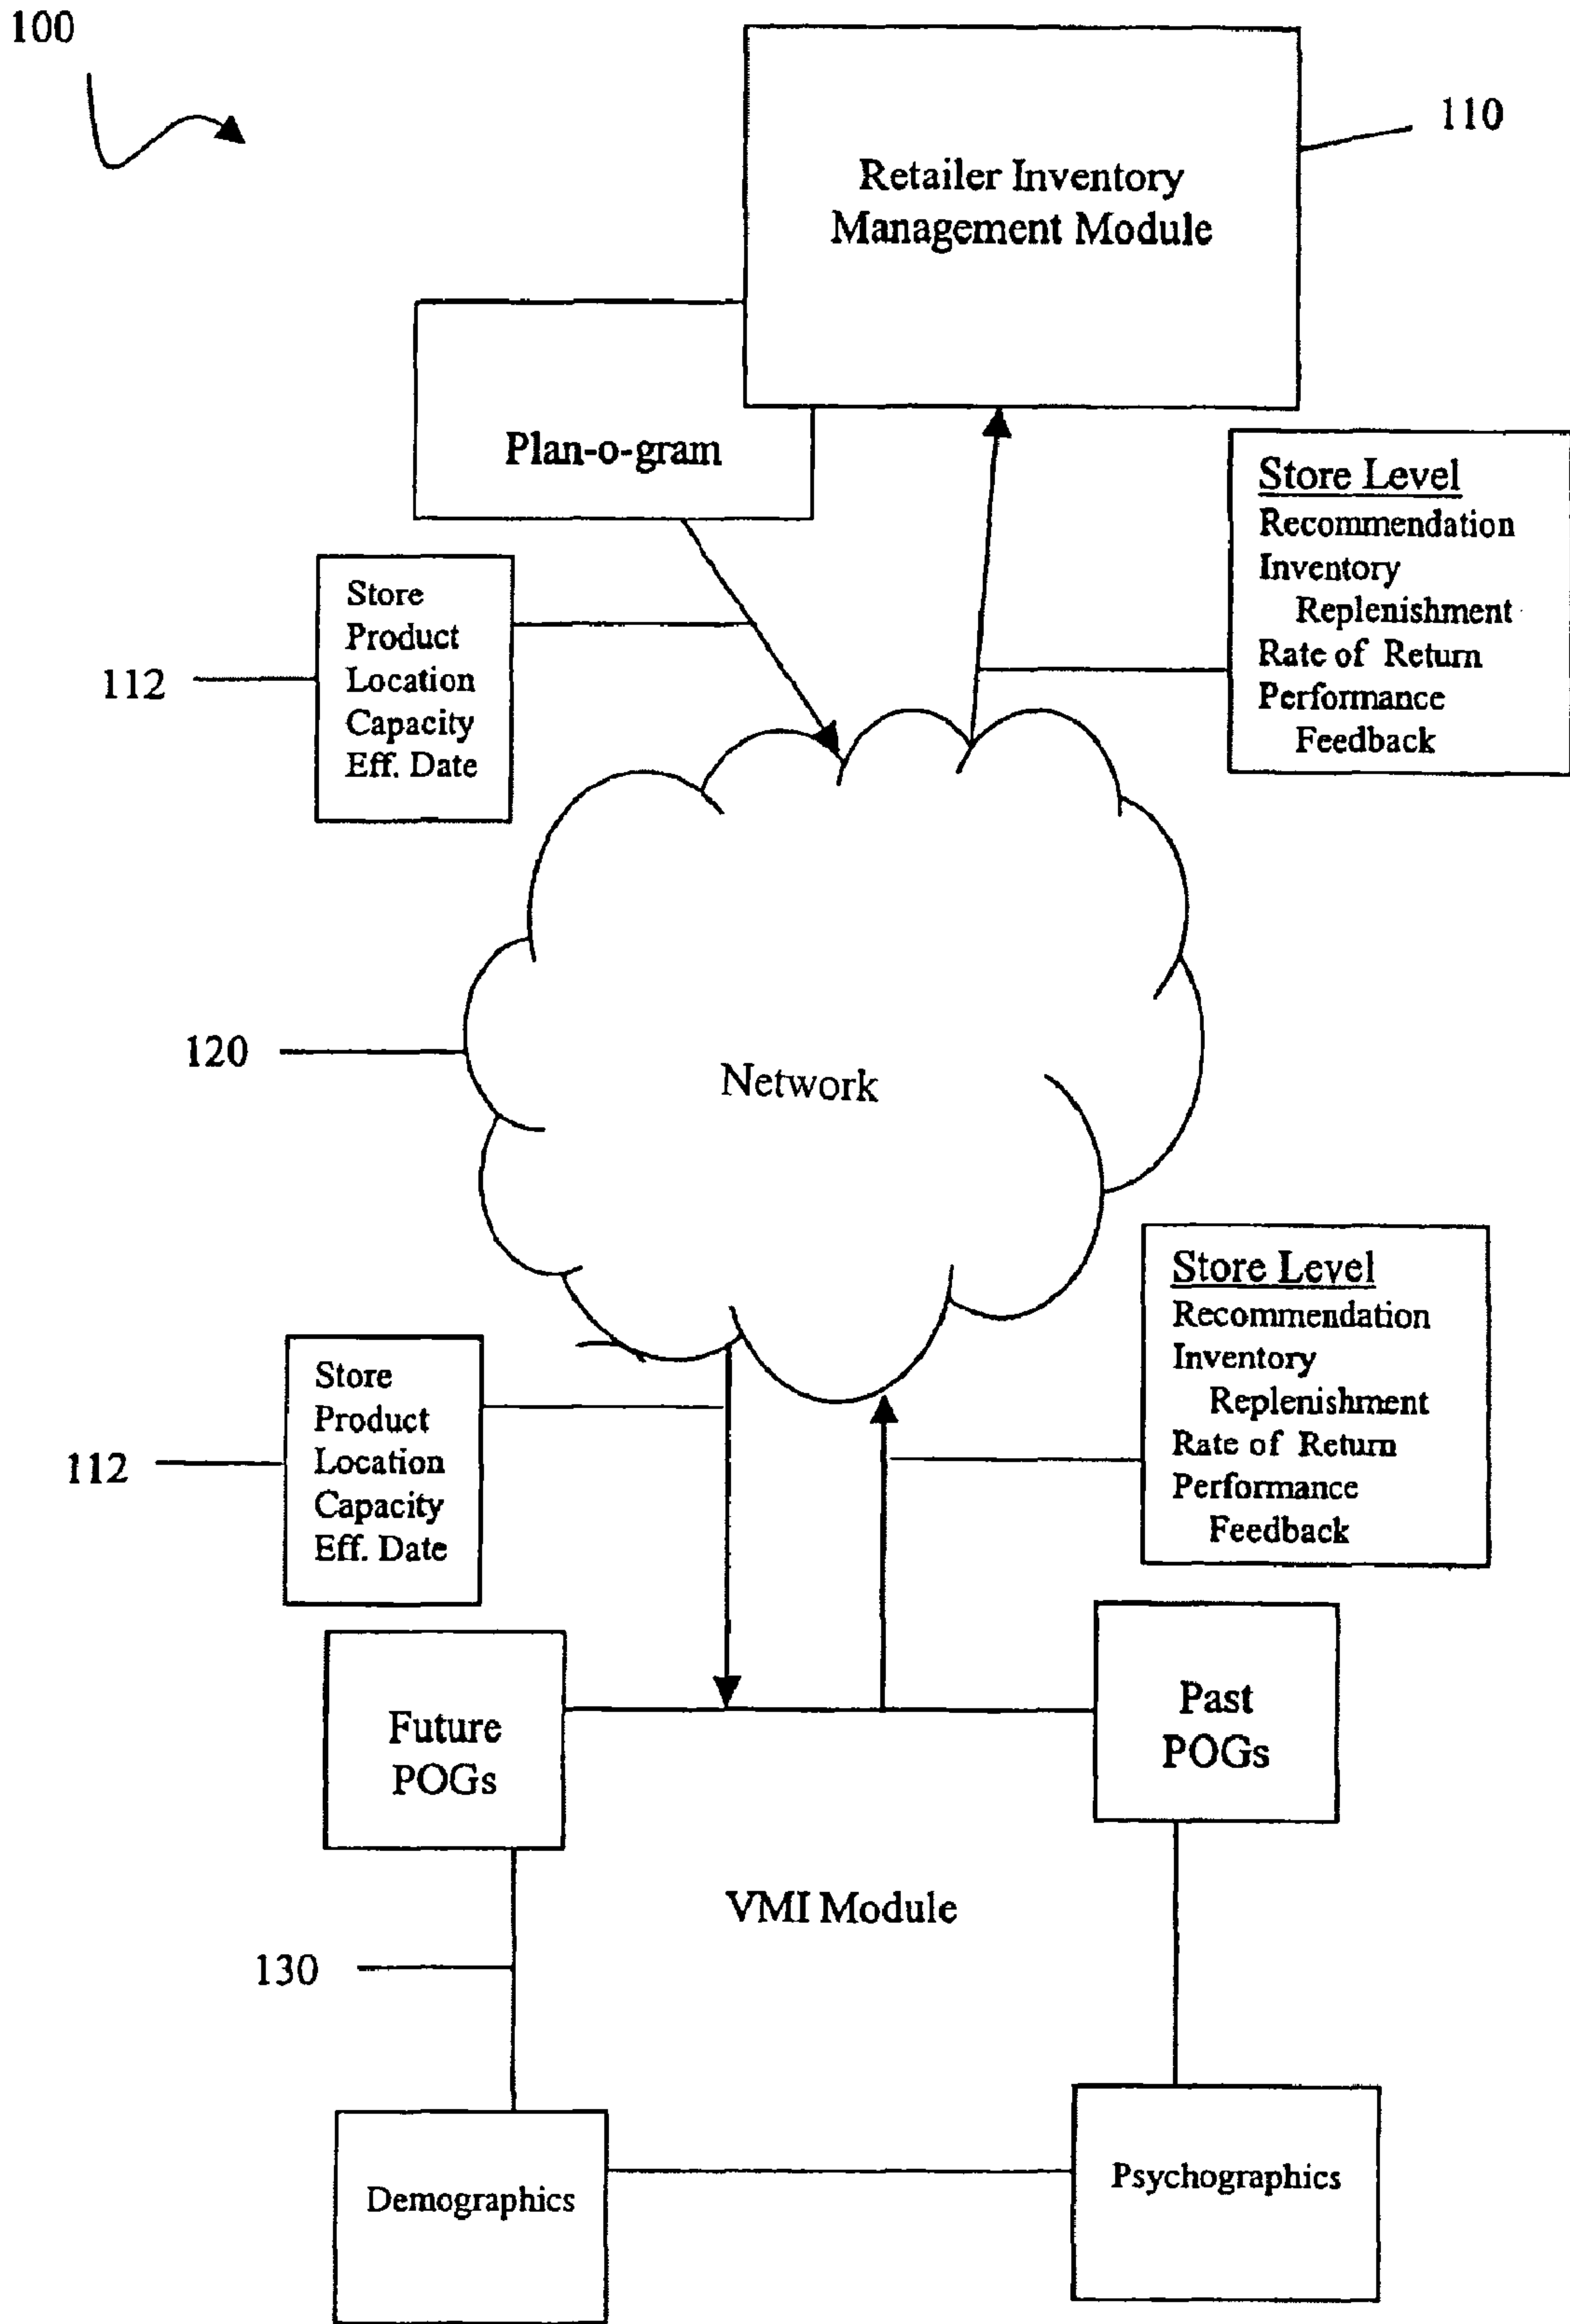 100
110
Retailer Inventory
Management Module
Plan-o-gram
Store Level
Recommendation
Inventory
Replenishment
Rate of Return
Performance
Feedback
112
Store
Product
Location
Capacity
Eff. Date
120
Network
Store Level
Recommendation
Inventory
Replenishment
Rate of Return
Performance
Feedback
112
Store
Product
Location
Capacity
Eff. Date
Future
POGs
Past
POGs
VMI Module
130
Demographics
Psychographics